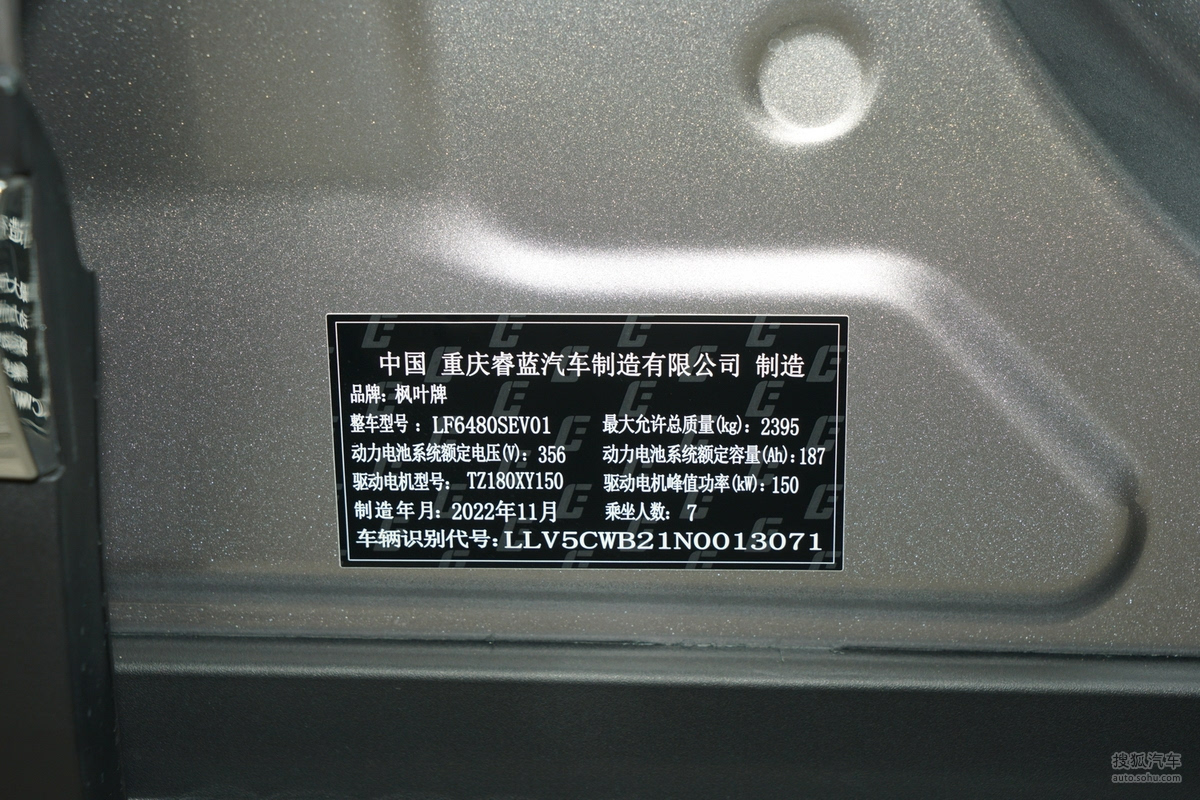 中国 重庆睿蓝汽车制造有限公司 制造
品牌：枫叶牌
整车型号：LF6480SEV01 最大允许总质量(kg)：2395
动力电池系统额定电压(V)：356 动力电池系统额定容量(Ah)：187
驱动电机型号：TZ180XY150 驱动电机峰值功率(kW)：150
制造年月：2022年11月 乘坐人数：7
车辆识别代号：LLV5CWB21N0013071
搜狐汽车
auto.sohu.com